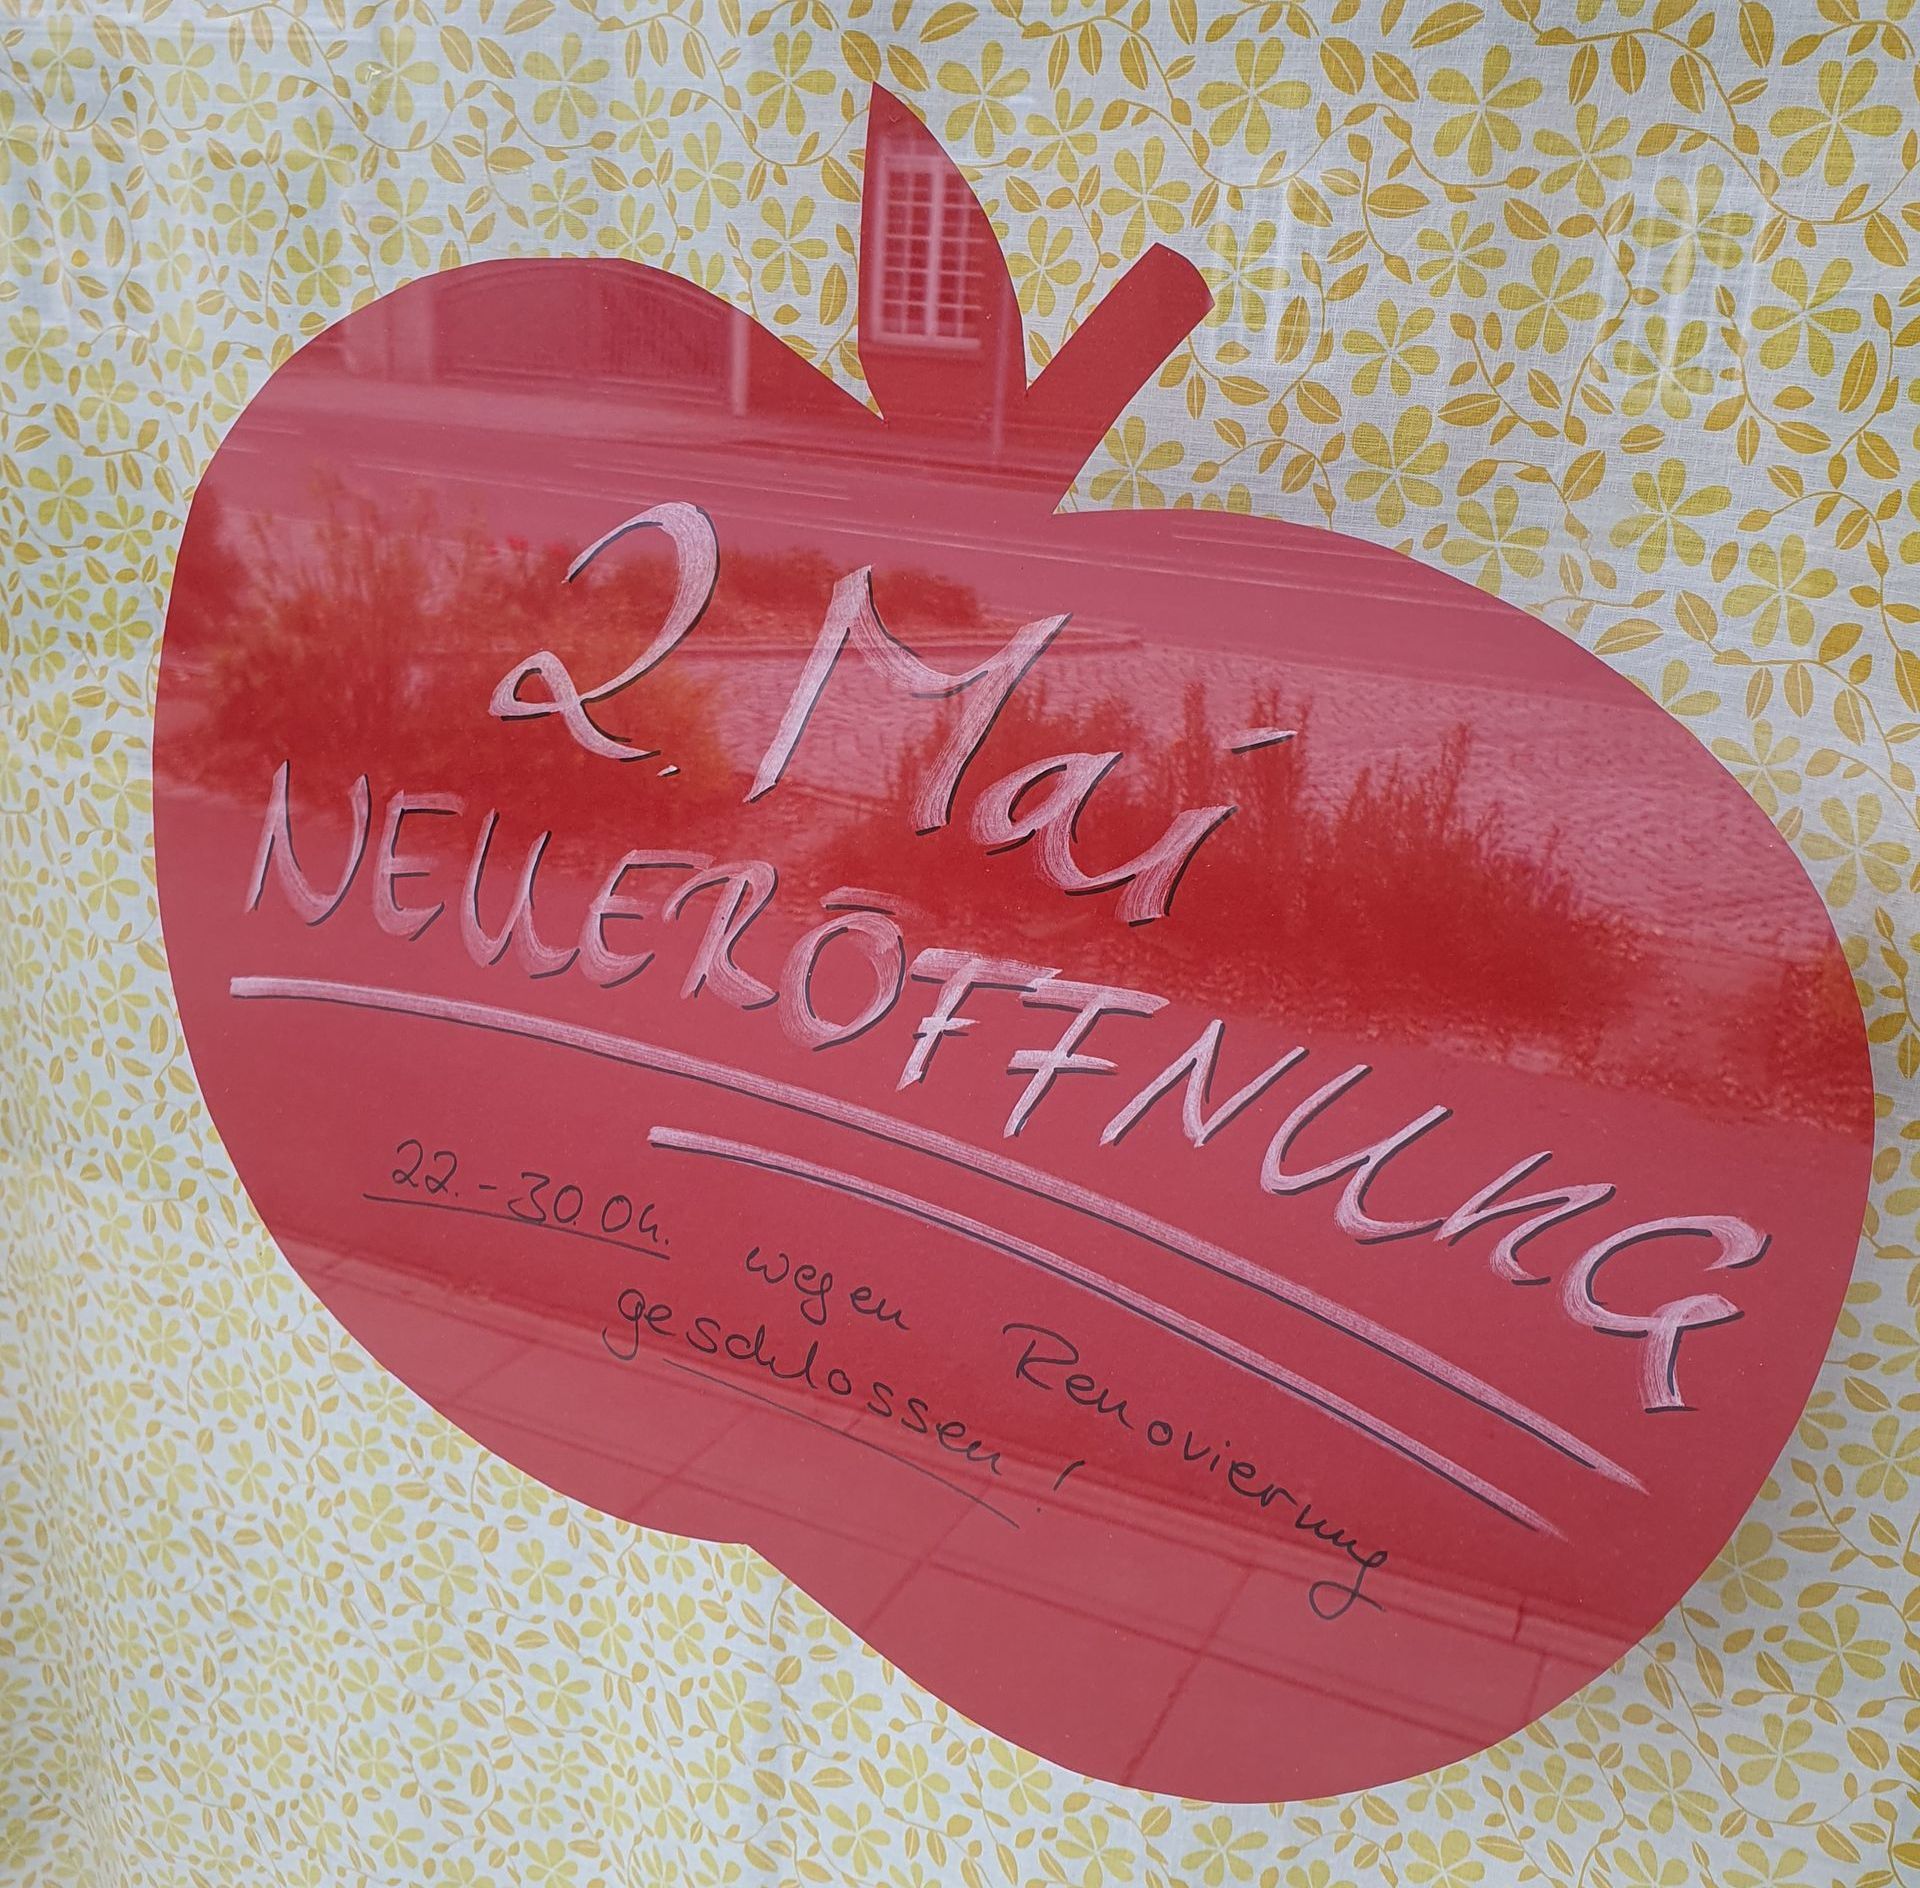 2. Mai
NEUERÖFFNUNG
22.-30.04. wegen Renovierung
geschlossen!